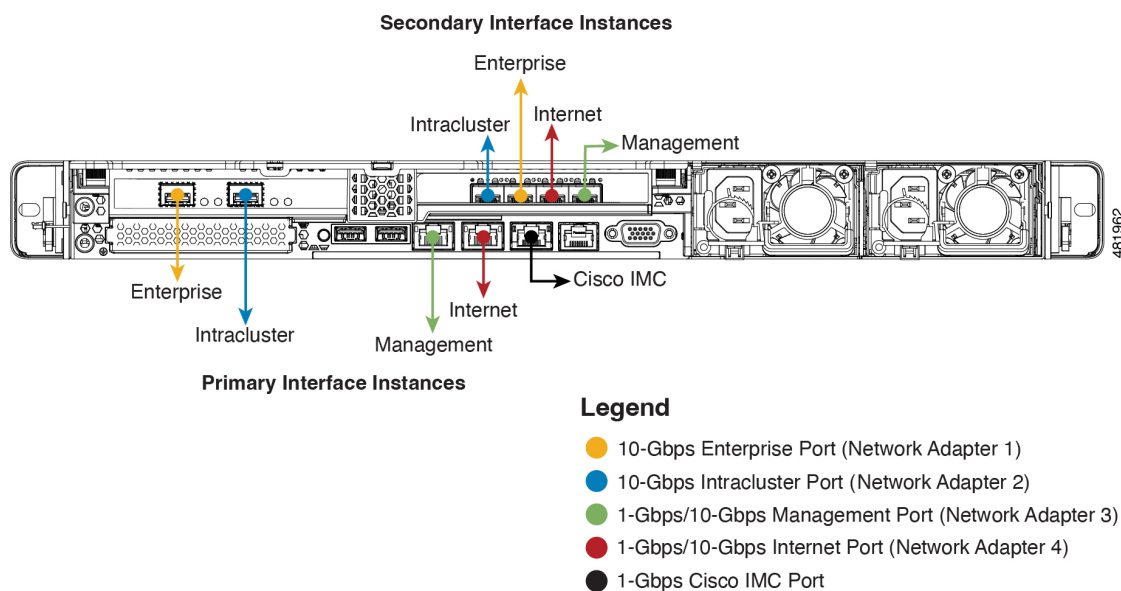 Secondary Interface Instances
Enterprise
Internet
Intracluster
Management
481962
Cisco IMC
Enterprise
Internet
Intracluster
Management
Primary Interface Instances
Legend
10-Gbps Enterprise Port (Network Adapter 1)
10-Gbps Intracluster Port (Network Adapter 2)
1-Gbps/10-Gbps Management Port (Network Adapter 3)
1-Gbps/10-Gbps Internet Port (Network Adapter 4)
1-Gbps Cisco IMC Port